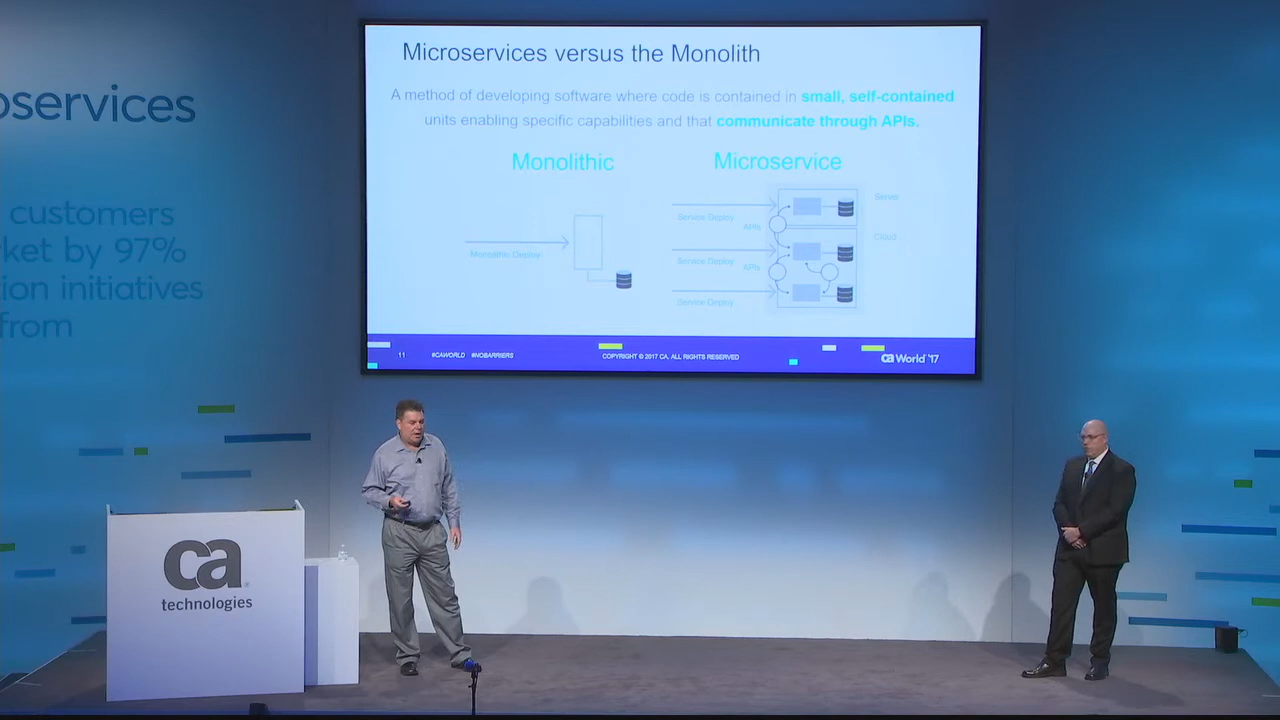 oservices
customers
ket by 97%
ion initiatives
from
Microservices versus the Monolith
A method of developing software where code is contained in small, self-contained
units enabling specific capabilities and that communicate through APIs.
Monolithic
Microservice
Monolithic Deploy
Service Deploy
APIs
Service Deploy
APIs
Service Deploy
Server
Cloud
11
#CAWORLD #NOBARRIERS
COPYRIGHT © 2017 CA, ALL RIGHTS RESERVED
ca World '17
ca
technologies